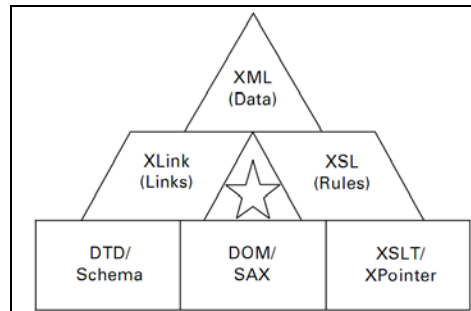 XML
(Data)
XLink
(Links)
XSL
(Rules)
DTD/
Schema
DOM/
SAX
XSLT/
XPointer